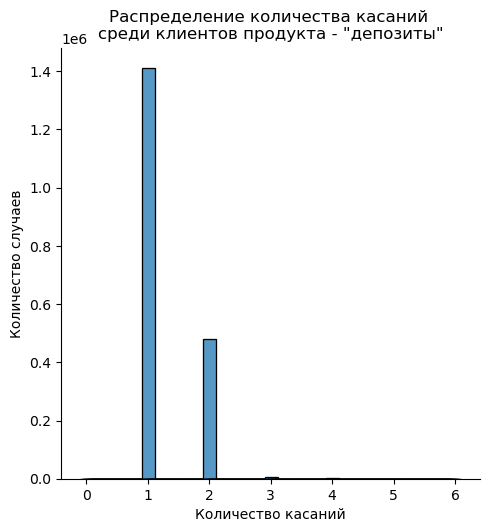 Распределение количества касаний
среди клиентов продукта - "депозиты"
1e6
1.4
1.2
1.0
0.8
0.6
0.4
0.2
0.0
Количество случаев
0 1 2 3 4 5 6
Количество касаний